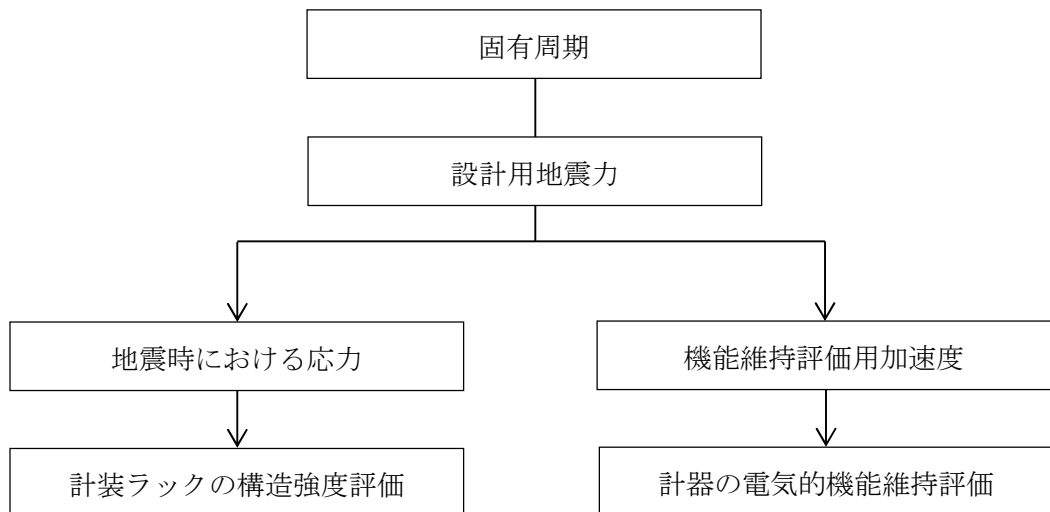 固有周期
設計用地震力
地震時における応力
機能維持評価用加速度
計装ラックの構造強度評価
計器の電気的機能維持評価